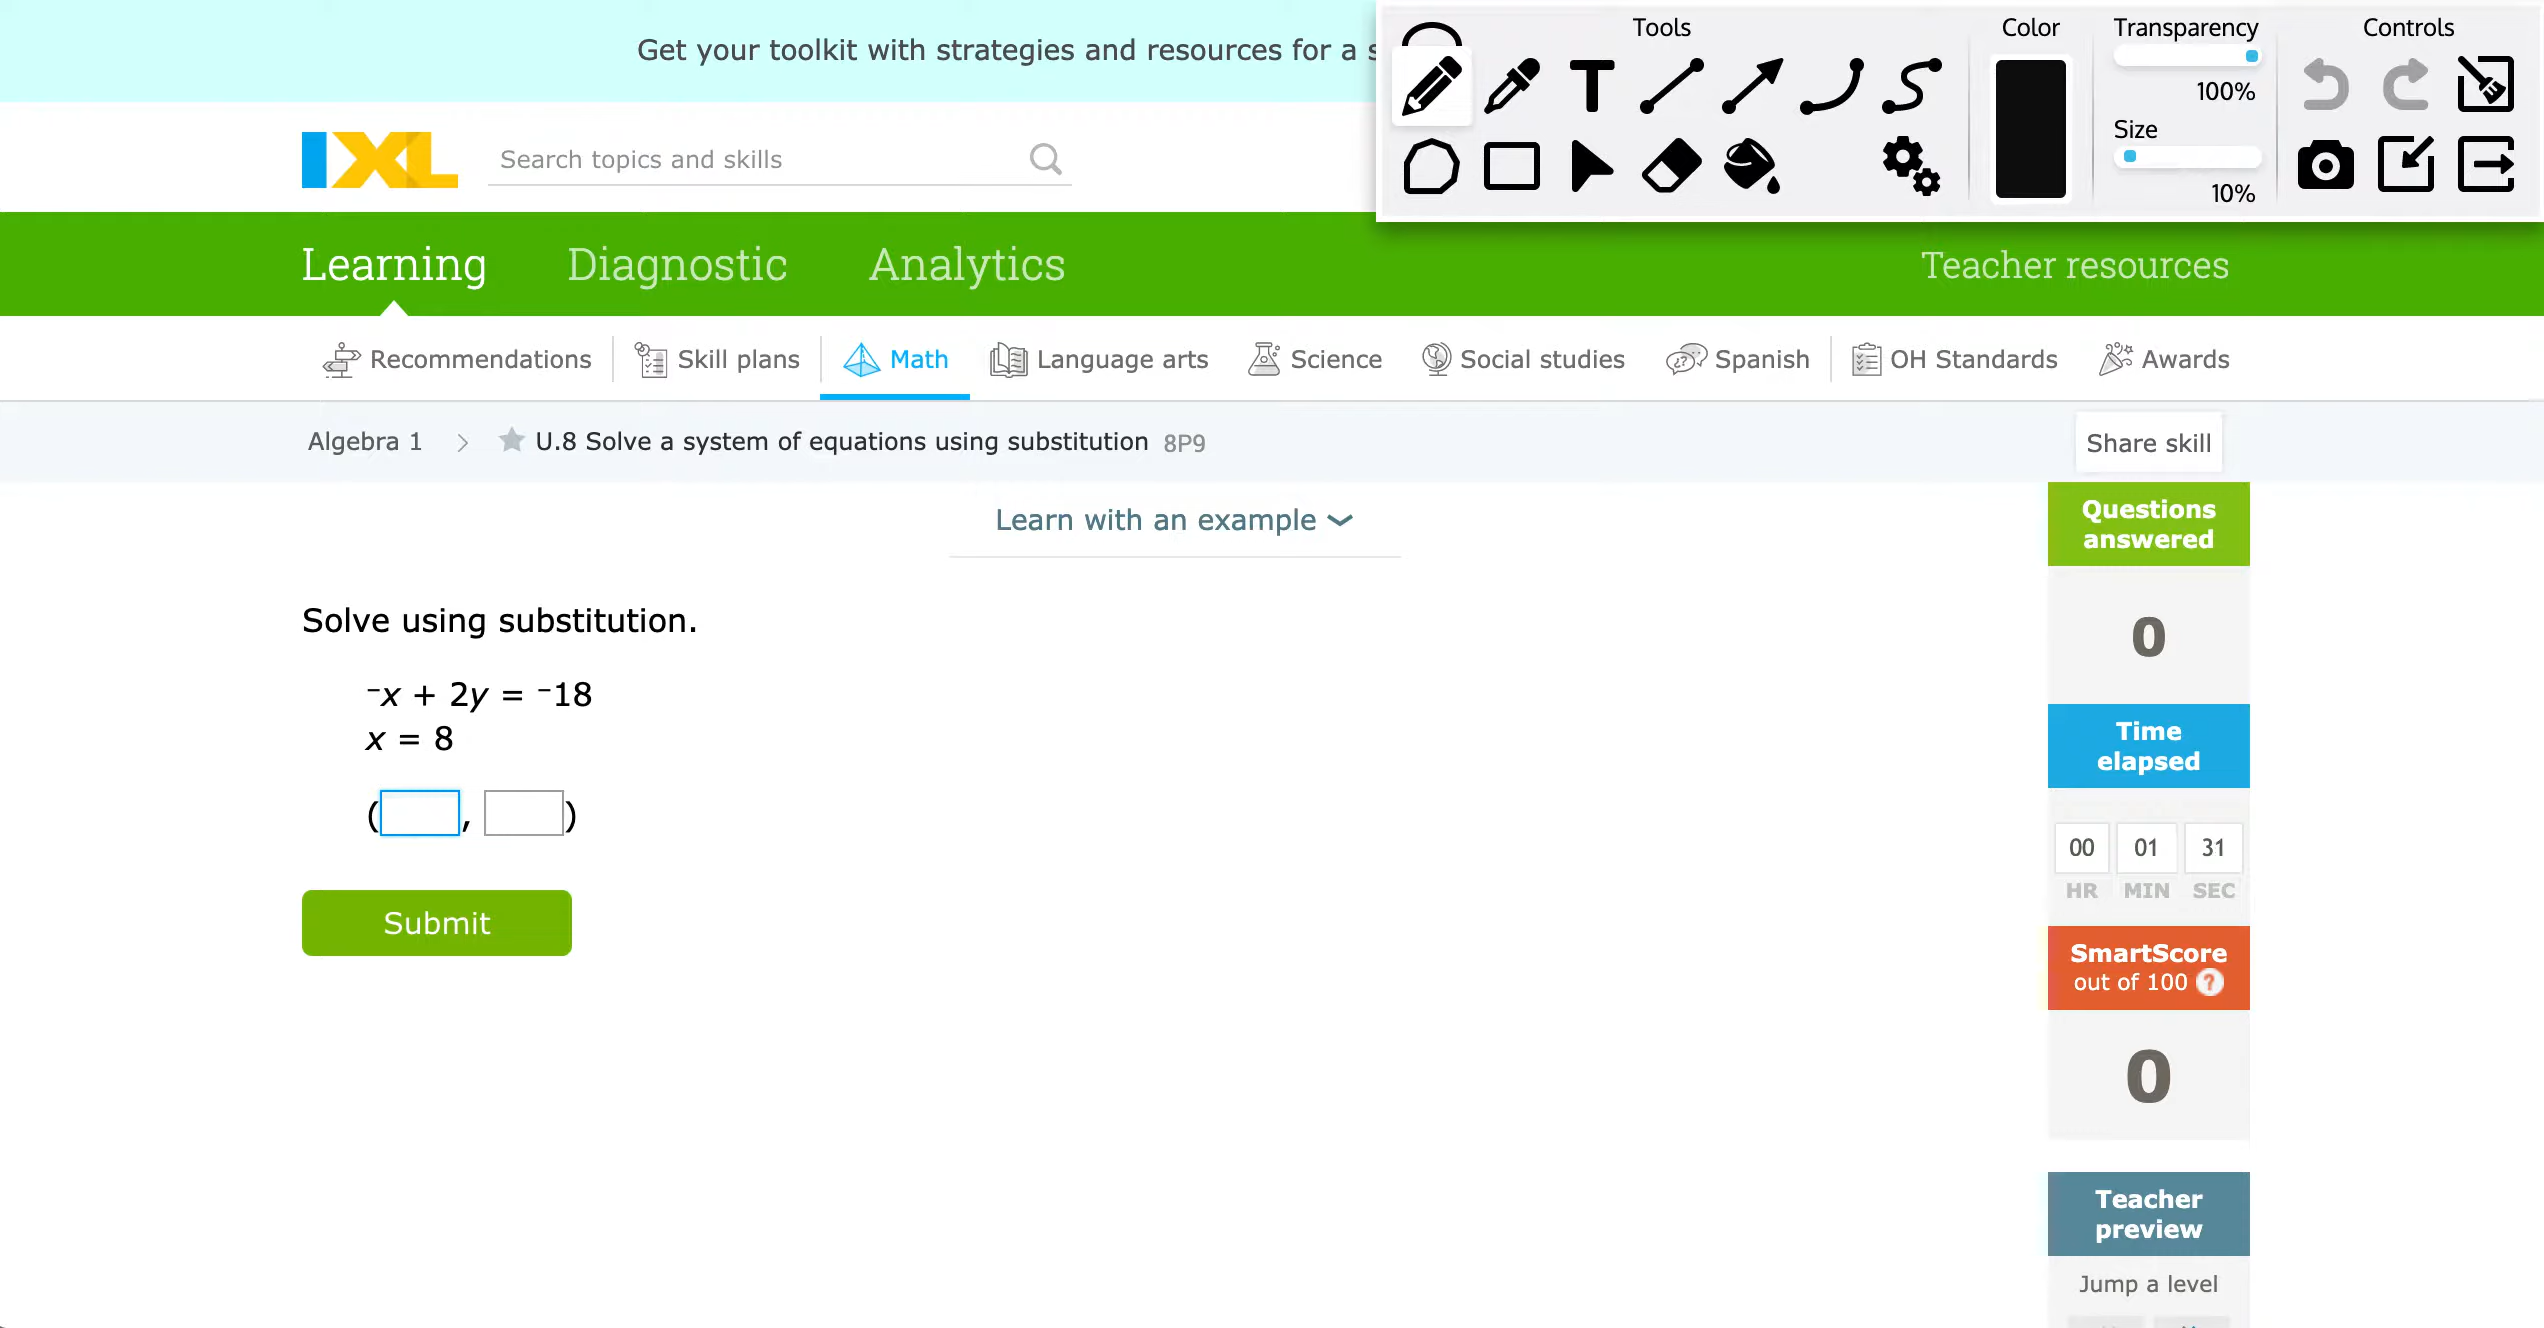 Get your toolkit with strategies and resources for a s
Tools
Color
Transparency
100%
Size
10%
Controls
IXL
Search topics and skills
Learning Diagnostic Analytics Teacher resources
Recommendations Skill plans Math Language arts Science Social studies Spanish OH Standards Awards
Algebra 1 > U.8 Solve a system of equations using substitution 8P9
Share skill
Learn with an example
Solve using substitution.
⁻x + 2y = ⁻18
x = 8
( , )
Submit
Questions
answered
0
Time
elapsed
00 01 31
HR MIN SEC
SmartScore
out of 100 ?
0
Teacher
preview
Jump a level